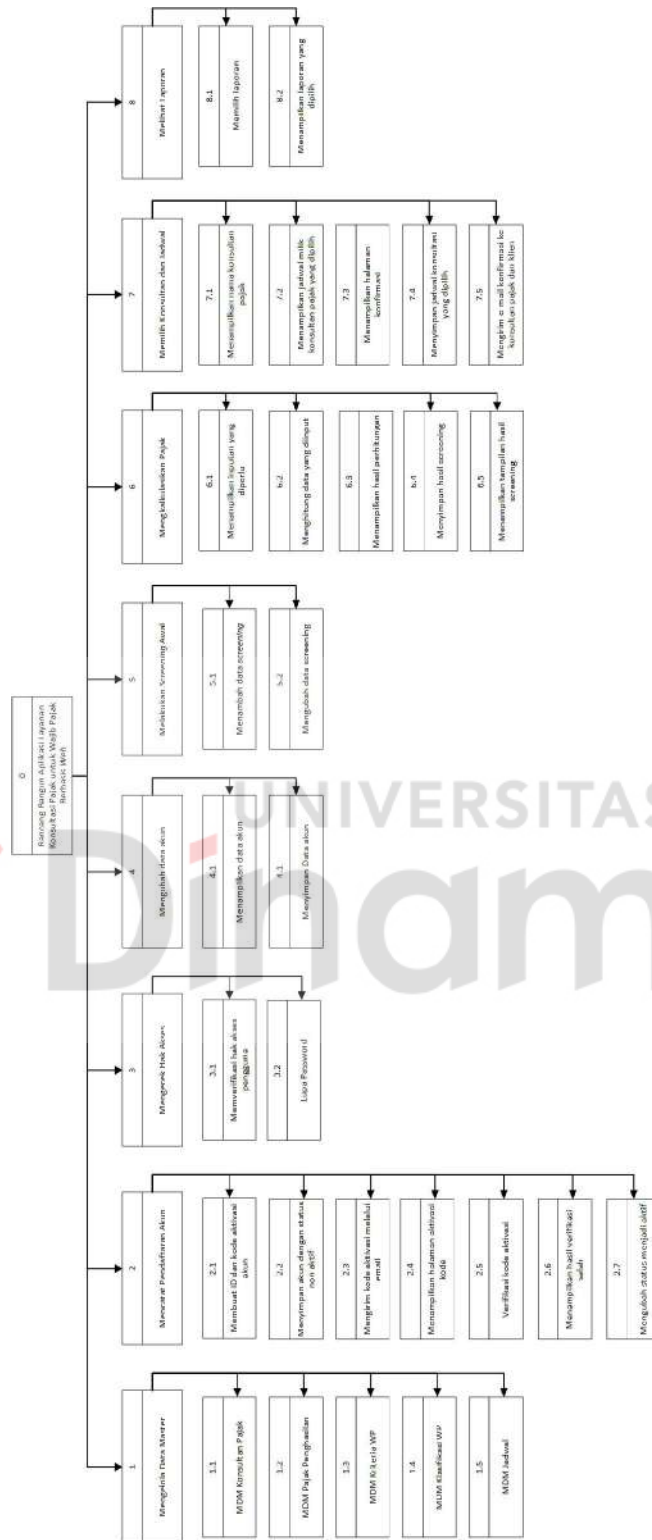 0
Rancang Bangun Aplikasi Layanan
Konsultasi Pajak untuk Wajib Pajak
Berbasis Web
1
Mengelola Data Master
1.1
MDM Konsultan Pajak
1.2
MDM Pajak Penghasilan
1.3
MDM Kriteria WP
1.4
MDM Klasifikasi WP
1.5
MDM Jadwal
2
Mencatat Pendaftaran Akun
2.1
Membuat ID dan kode aktivasi
akun
2.2
Menyimpan akun dengan status
non aktif
2.3
Mengirim kode aktivasi melalui
email
2.4
Menampilkan halaman aktivasi
kode
2.5
Verifikasi kode aktivasi
2.6
Menampilkan hasil verifikasi
salah
2.7
Mengubah status menjadi aktif
3
Mengecek Hak Akses
3.1
Memverifikasi hak akses
pengguna
3.2
Lupa Password
4
Mengubah data akun
4.1
Menampilkan data akun
4.1
Menyimpan Data akun
5
Melakukan Screening Awal
5.1
Menambah data screening
5.2
Mengubah data screening
6
Mengkalkulasikan Pajak
6.1
Menampilkan inputan yang
diperlu
6.2
Menghitung data yang diinput
6.3
Menampilkan hasil perhitungan
6.4
Menyimpan hasil screening
6.5
Menampilkan tampilan hasil
screening
7
Memilih Konsultan dan Jadwal
7.1
Menampilkan nama konsultan
pajak
7.2
Menampilkan jadwal milik
konsultan pajak yang dipilih
7.3
Menampilkan halaman
konfirmasi
7.4
Menyimpan jadwal konsultasi
yang dipilih
7.5
Mengirim e-mail konfirmasi ke
konsultan pajak dan klien
8
Melihat Laporan
8.1
Memilih laporan
8.2
Menampilkan laporan yang
dipilih
UNIVERSITAS
Dinam